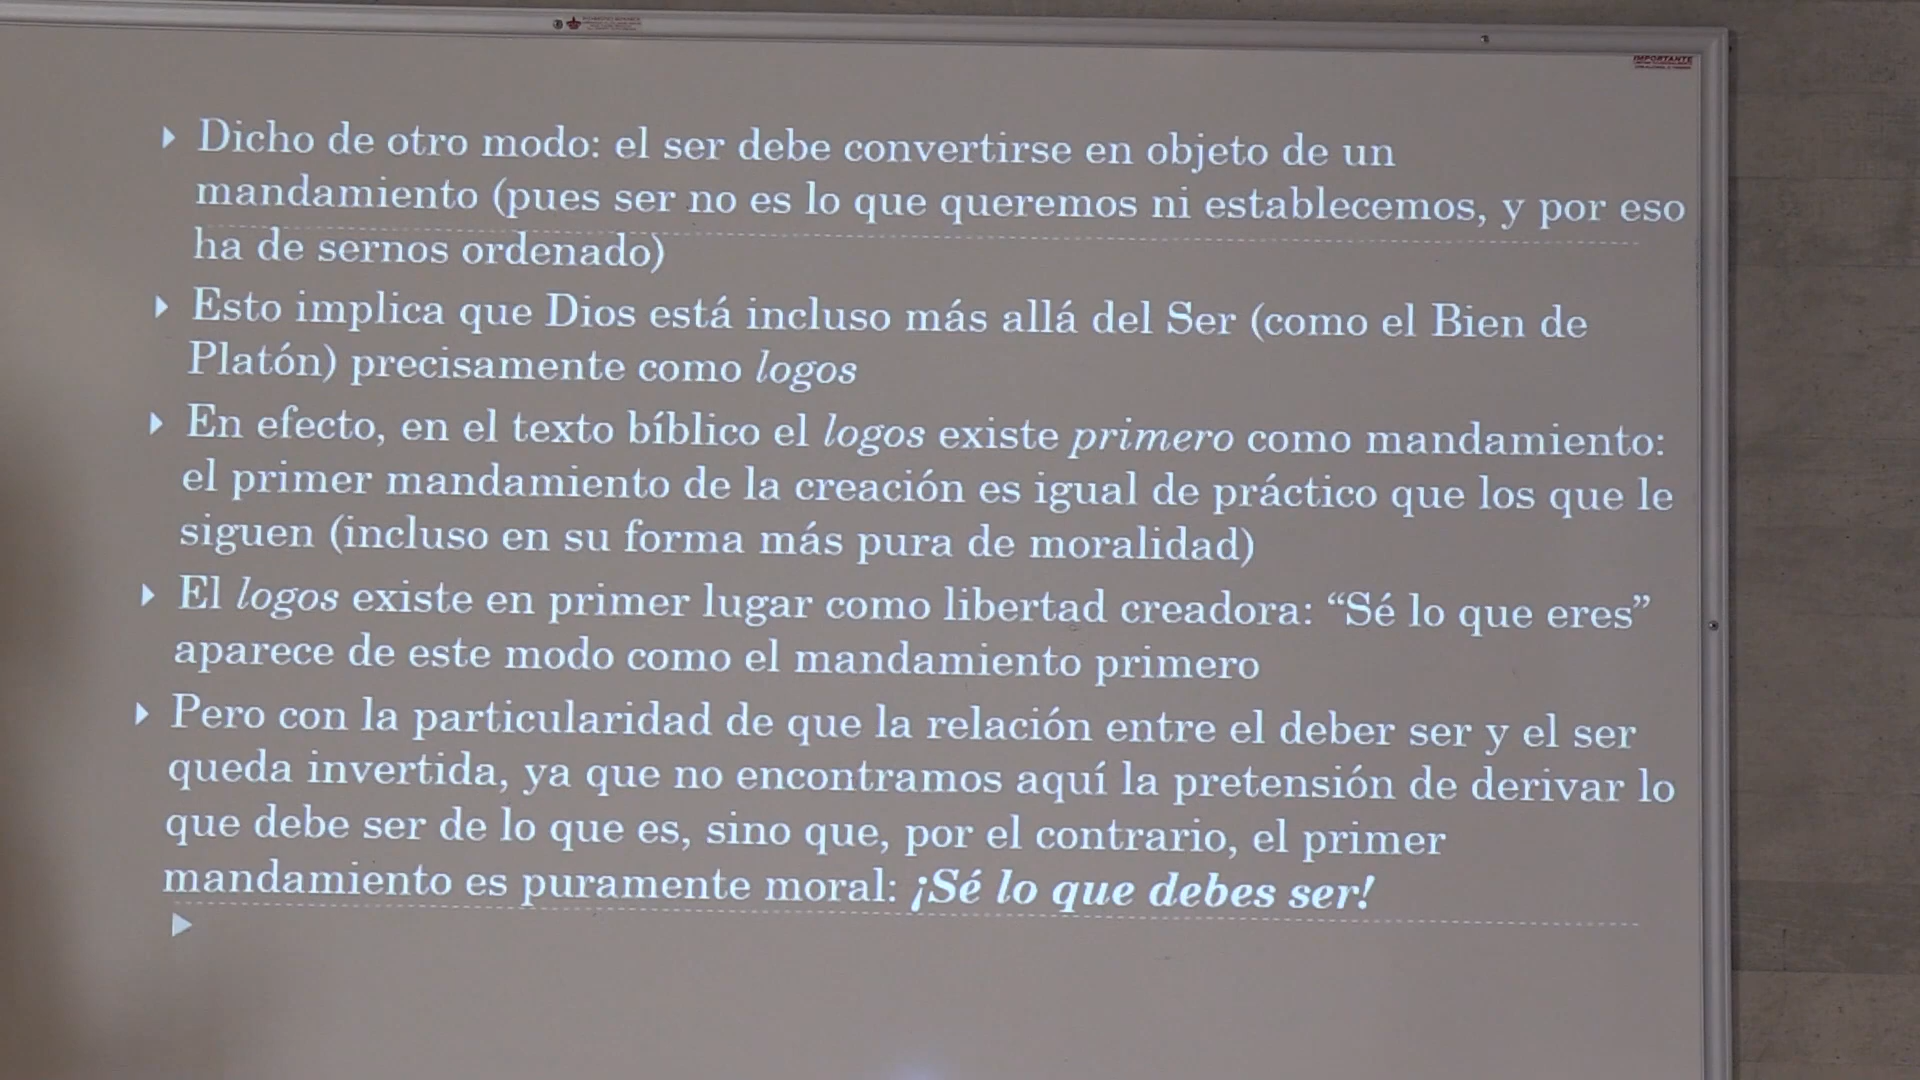 IMPORTANTE
Dicho de otro modo: el ser debe convertirse en objeto de un
mandamiento (pues ser no es lo que queremos ni establecemos, y por eso
ha de sernos ordenado)
Esto implica que Dios está incluso más allá del Ser (como el Bien de
Platón) precisamente como logos
En efecto, en el texto bíblico el logos existe primero como mandamiento:
el primer mandamiento de la creación es igual de práctico que los que le
siguen (incluso en su forma más pura de moralidad)
El logos existe en primer lugar como libertad creadora: “Sé lo que eres”
aparece de este modo como el mandamiento primero
Pero con la particularidad de que la relación entre el deber ser y el ser
queda invertida, ya que no encontramos aquí la pretensión de derivar lo
que debe ser de lo que es, sino que, por el contrario, el primer
mandamiento es puramente moral: ¡Sé lo que debes ser!